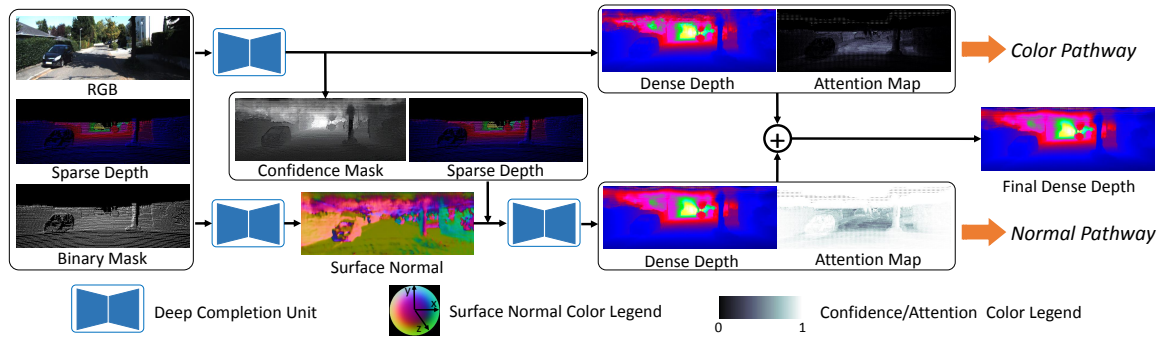 RGB
Sparse Depth
Binary Mask
Confidence Mask
Sparse Depth
Surface Normal
Dense Depth
Attention Map
Color Pathway
+
Final Dense Depth
Dense Depth
Attention Map
Normal Pathway
Deep Completion Unit
y
x
z
Surface Normal Color Legend
0
1
Confidence/Attention Color Legend